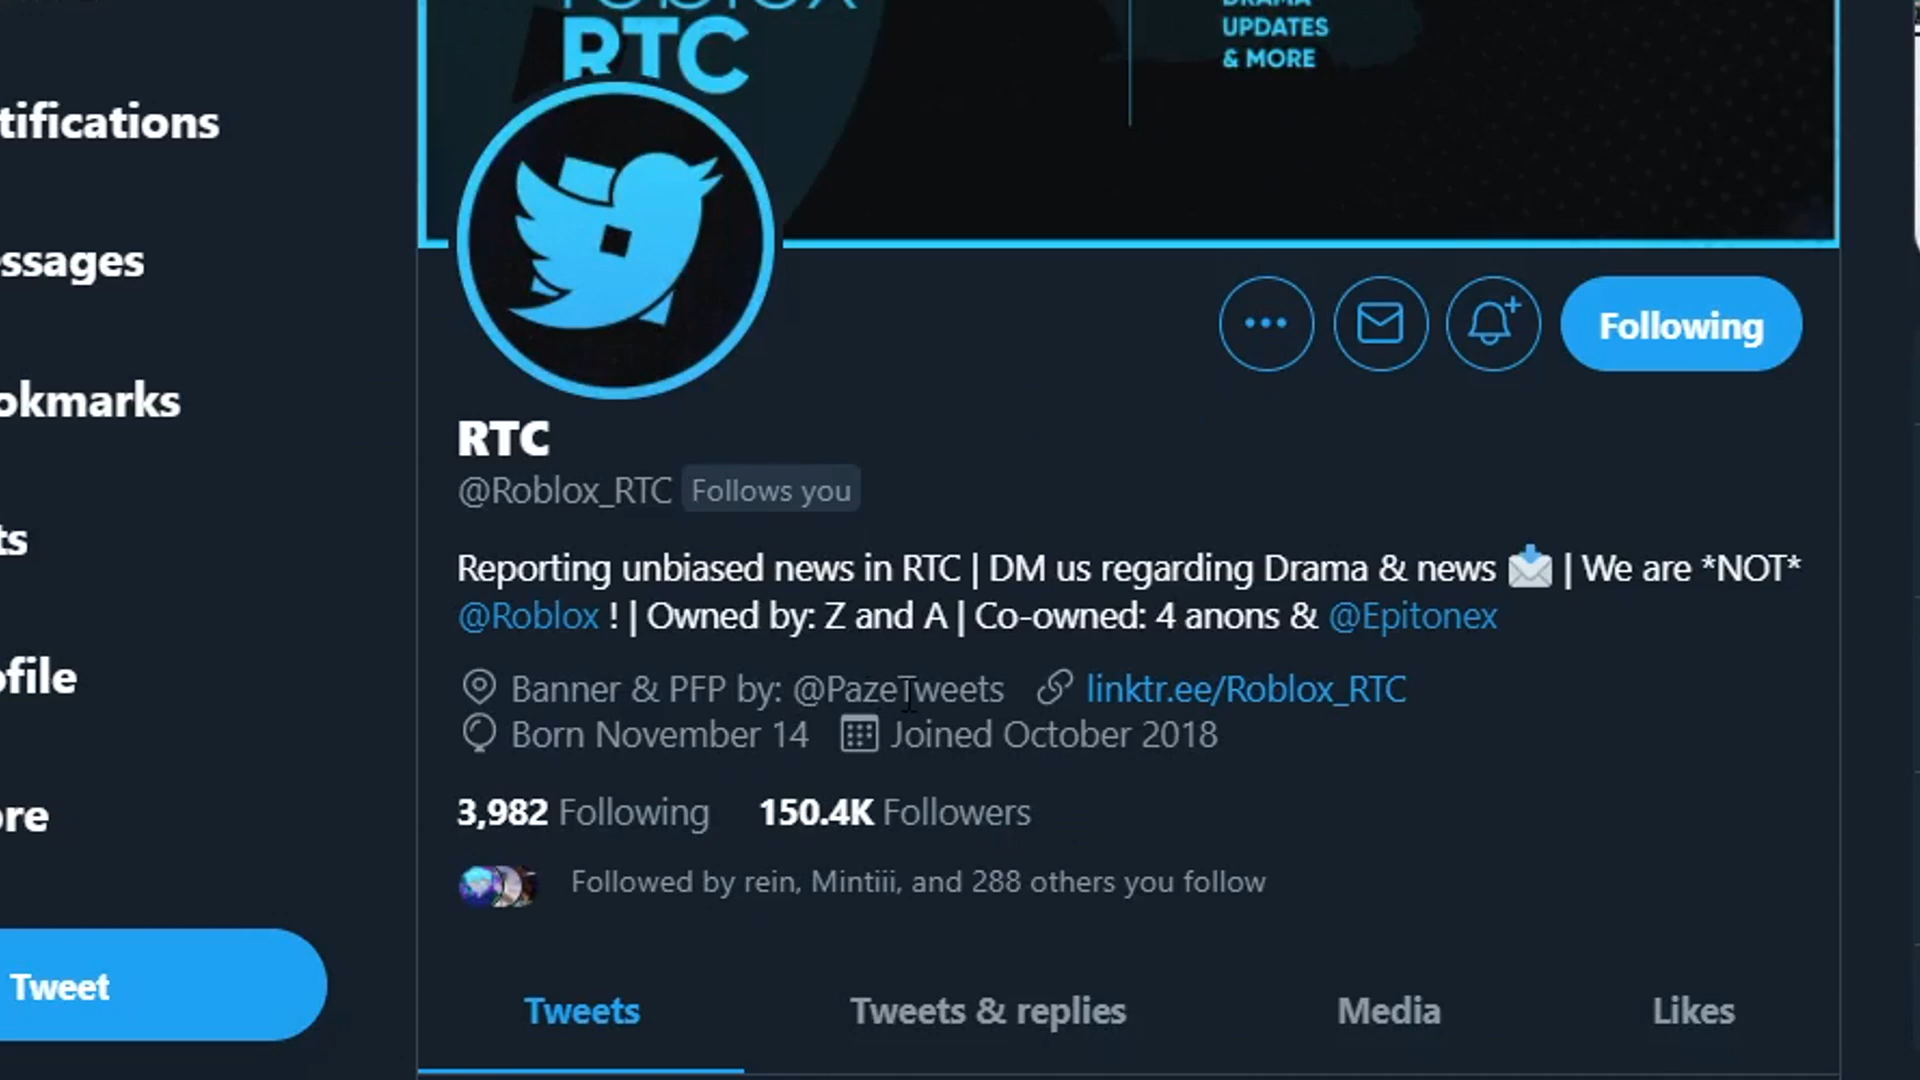 RTC
UPDATES
& MORE
tifications
essages
okmarks
ts
ofile
ore
Tweet
Following
RTC
@Roblox_RTC Follows you
Reporting unbiased news in RTC | DM us regarding Drama & news 📩 | We are *NOT*
@Roblox ! | Owned by: Z and A | Co-owned: 4 anons & @Epitonex
Banner & PFP by: @PazeTweets linktr.ee/Roblox_RTC
Born November 14 Joined October 2018
3,982 Following 150.4K Followers
Followed by rein, Mintiii, and 288 others you follow
Tweets Tweets & replies Media Likes